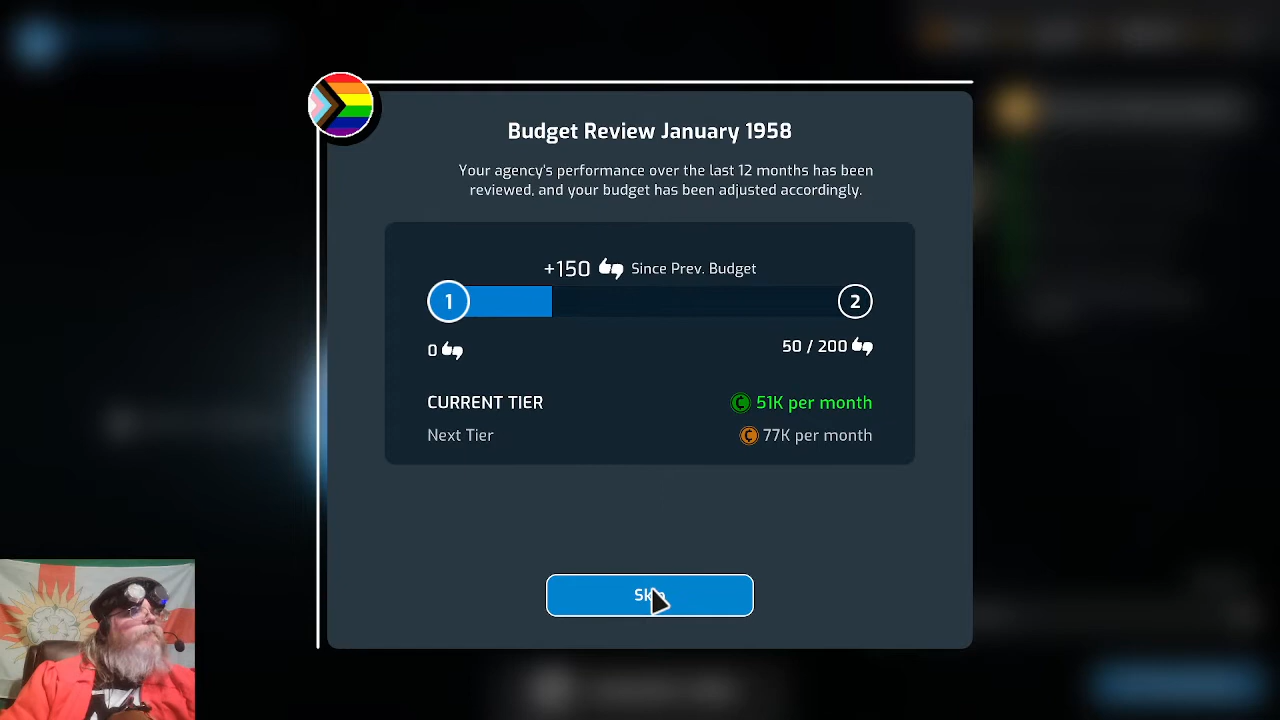 Budget Review January 1958
Your agency's performance over the last 12 months has been
reviewed, and your budget has been adjusted accordingly.
+150 Since Prev. Budget
1 2
0 50 / 200
CURRENT TIER 51K per month
Next Tier 77K per month